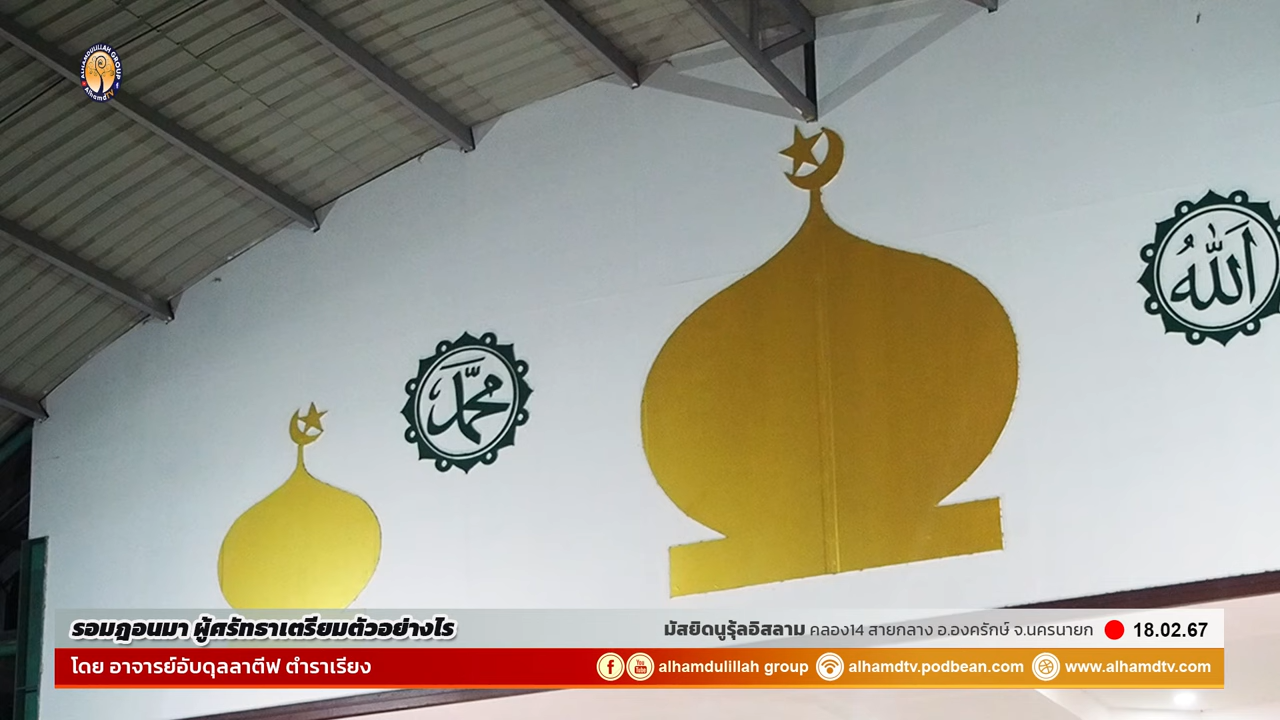 ALHAMDULILLAH GROUP
AlhamdTV
الله
محمد
รอมฎอนมา ผู้ศรัทธาเตรียมตัวอย่างไร
มัสยิดนูรุ้ลอิสลาม คลอง14 สายกลาง อ.องครักษ์ จ.นครนายก 18.02.67
โดย อาจารย์อับดุลลาตีฟ ตำราเรียง
f You Tube alhamdulillah group alhamdtv.podbean.com www.alhamdtv.com